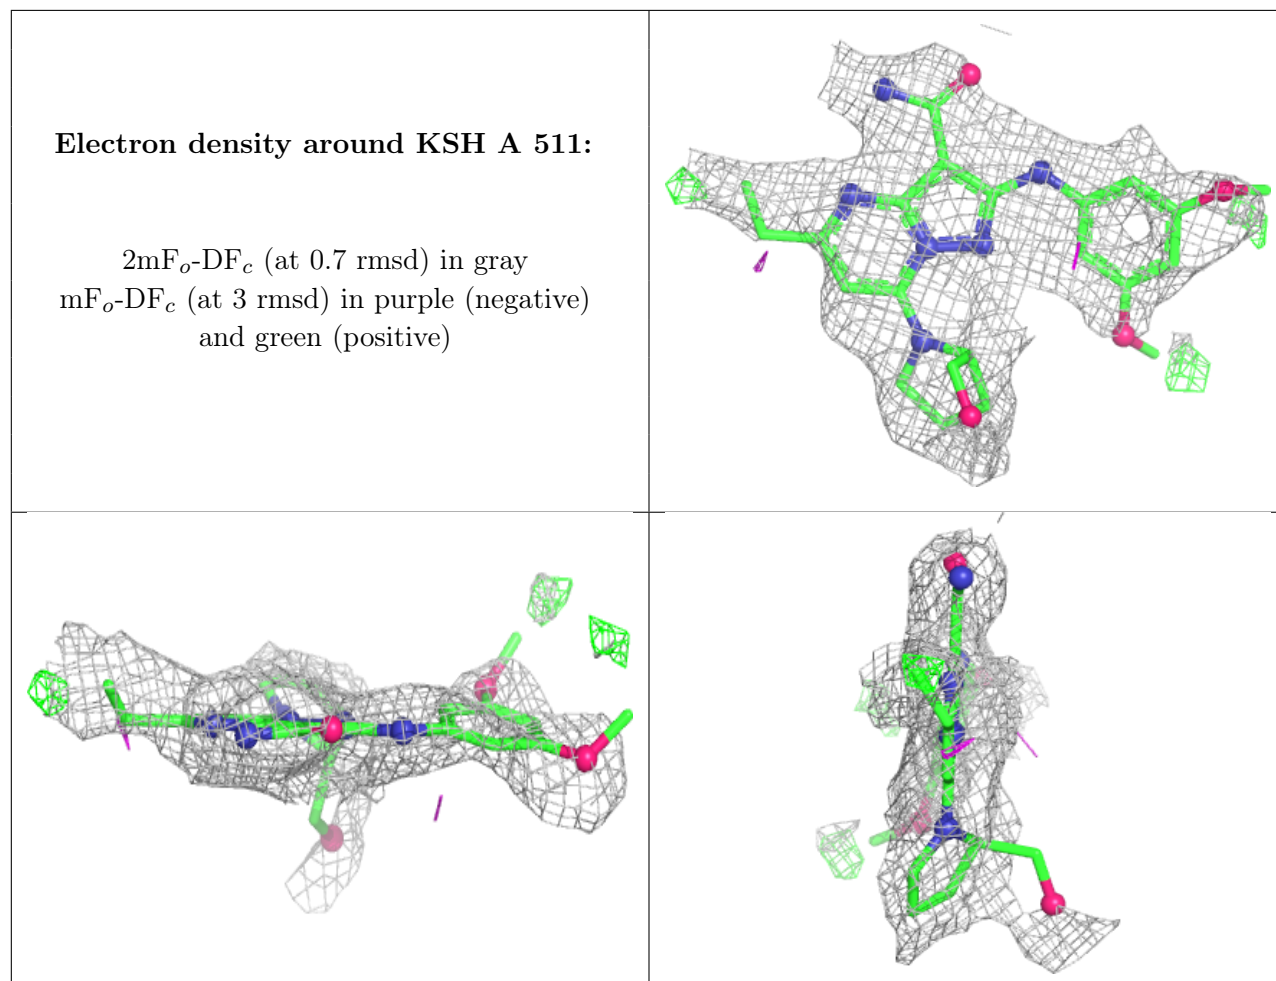 Electron density around KSH A 511:
2mFo-DFc (at 0.7 rmsd) in gray
mFo-DFc (at 3 rmsd) in purple (negative)
and green (positive)